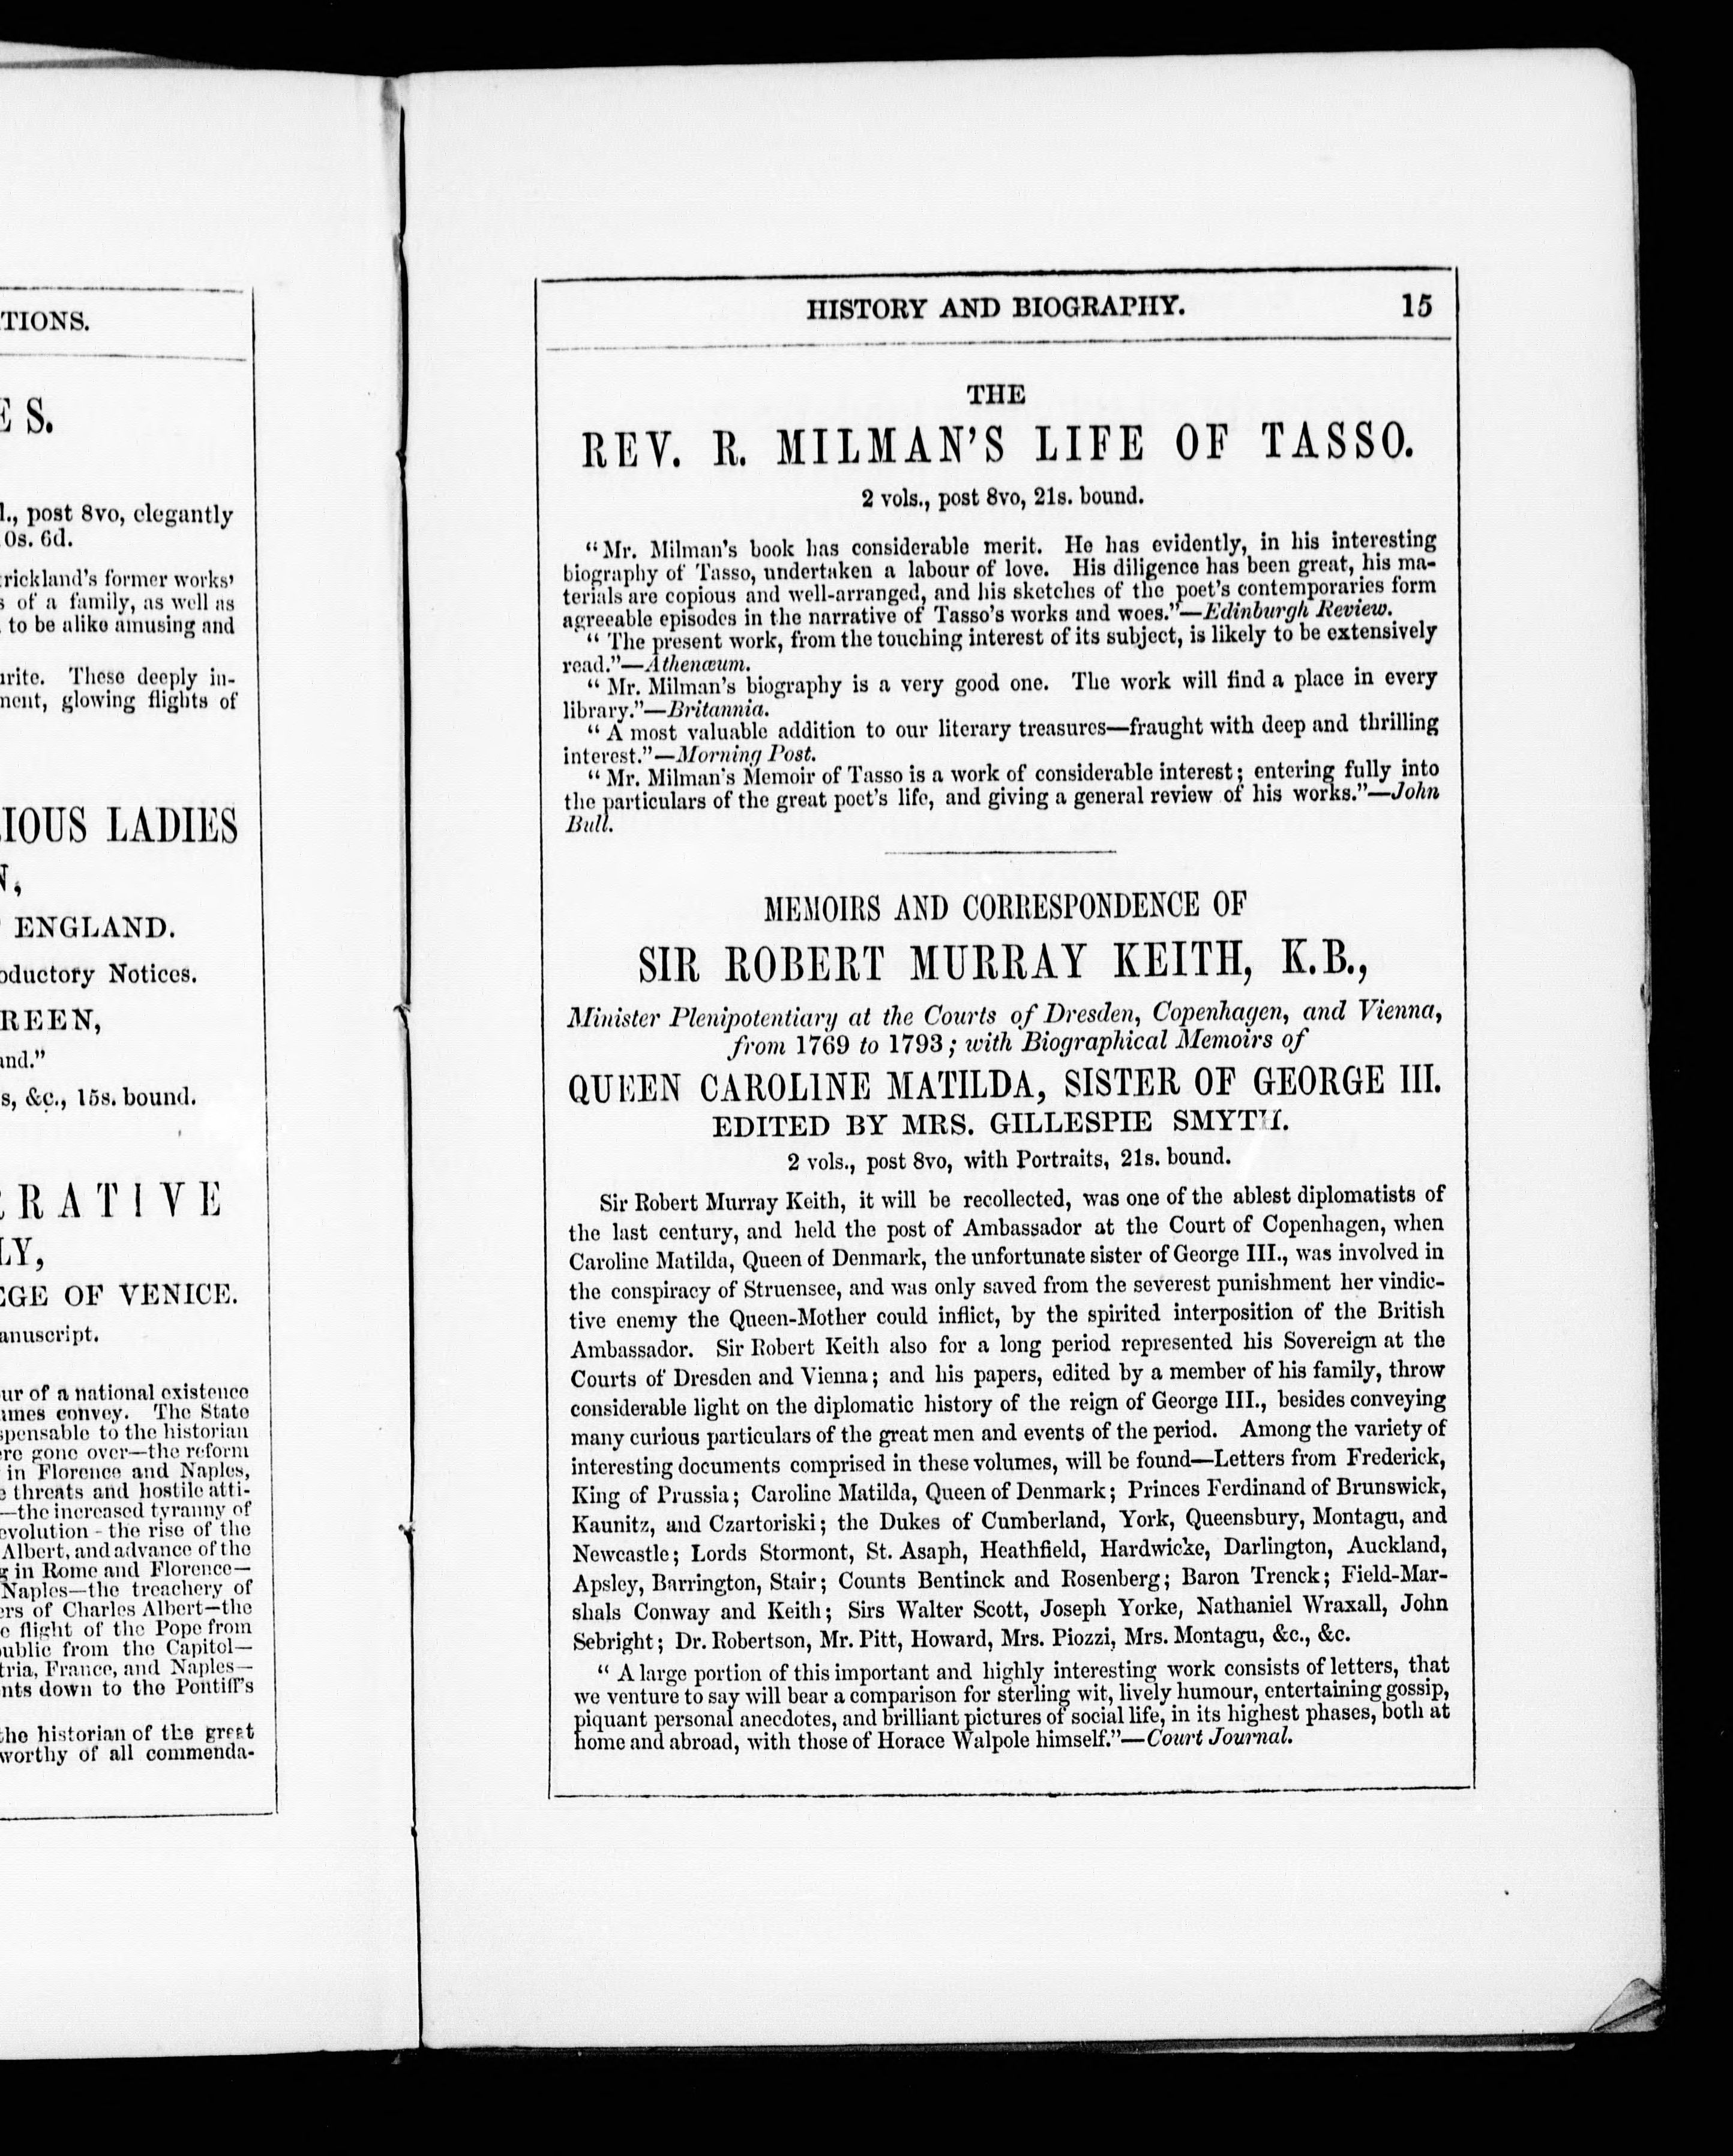 TIONS.
ES.
post 8vo, elegantly
0s. 6d.
rickland's former works'
s of a family, as well as
to be alike amusing and
urite. These deeply in-
ment, glowing flights of
IOUS LADIES
N,
ENGLAND.
oductory Notices.
REEN,
and."
s, &c., 15s. bound.
RRATIVE
LY,
EGE OF VENICE.
anuscript.
ur of a national existence
umes convey. The State
spensable to the historian
ere gone over—the reform
in Florence and Naples,
e threats and hostile atti-
—the increased tyranny of
evolution - the rise of the
Albert, and advance of the
g in Rome and Florence—
Naples—the treachery of
ers of Charles Albert—the
e flight of the Pope from
public from the Capitol—
tria, France, and Naples—
nts down to the Pontiff's
the historian of the great
worthy of all commenda-
HISTORY AND BIOGRAPHY. 15
THE
REV. R. MILMAN'S LIFE OF TASSO.
2 vols., post 8vo, 21s. bound.
"Mr. Milman's book has considerable merit. He has evidently, in his interesting
biography of Tasso, undertaken a labour of love. His diligence has been great, his ma-
terials are copious and well-arranged, and his sketches of the poet's contemporaries form
agreeable episodes in the narrative of Tasso's works and woes."—Edinburgh Review.
"The present work, from the touching interest of its subject, is likely to be extensively
read."—Athenæum.
"Mr. Milman's biography is a very good one. The work will find a place in every
library."—Britannia.
"A most valuable addition to our literary treasures—fraught with deep and thrilling
interest."—Morning Post.
"Mr. Milman's Memoir of Tasso is a work of considerable interest; entering fully into
the particulars of the great poet's life, and giving a general review of his works."—John
Bull.
MEMOIRS AND CORRESPONDENCE OF
SIR ROBERT MURRAY KEITH, K.B.,
Minister Plenipotentiary at the Courts of Dresden, Copenhagen, and Vienna,
from 1769 to 1793; with Biographical Memoirs of
QUEEN CAROLINE MATILDA, SISTER OF GEORGE III.
EDITED BY MRS. GILLESPIE SMYTH.
2 vols., post 8vo, with Portraits, 21s. bound.
Sir Robert Murray Keith, it will be recollected, was one of the ablest diplomatists of
the last century, and held the post of Ambassador at the Court of Copenhagen, when
Caroline Matilda, Queen of Denmark, the unfortunate sister of George III., was involved in
the conspiracy of Struensee, and was only saved from the severest punishment her vindic-
tive enemy the Queen-Mother could inflict, by the spirited interposition of the British
Ambassador. Sir Robert Keith also for a long period represented his Sovereign at the
Courts of Dresden and Vienna; and his papers, edited by a member of his family, throw
considerable light on the diplomatic history of the reign of George III., besides conveying
many curious particulars of the great men and events of the period. Among the variety of
interesting documents comprised in these volumes, will be found—Letters from Frederick,
King of Prussia; Caroline Matilda, Queen of Denmark; Princes Ferdinand of Brunswick,
Kaunitz, and Czartoriski; the Dukes of Cumberland, York, Queensbury, Montagu, and
Newcastle; Lords Stormont, St. Asaph, Heathfield, Hardwicke, Darlington, Auckland,
Apsley, Barrington, Stair; Counts Bentinck and Rosenberg; Baron Trenck; Field-Mar-
shals Conway and Keith; Sirs Walter Scott, Joseph Yorke, Nathaniel Wraxall, John
Sebright; Dr. Robertson, Mr. Pitt, Howard, Mrs. Piozzi, Mrs. Montagu, &c., &c.
"A large portion of this important and highly interesting work consists of letters, that
we venture to say will bear a comparison for sterling wit, lively humour, entertaining gossip,
piquant personal anecdotes, and brilliant pictures of social life, in its highest phases, both at
home and abroad, with those of Horace Walpole himself."—Court Journal.